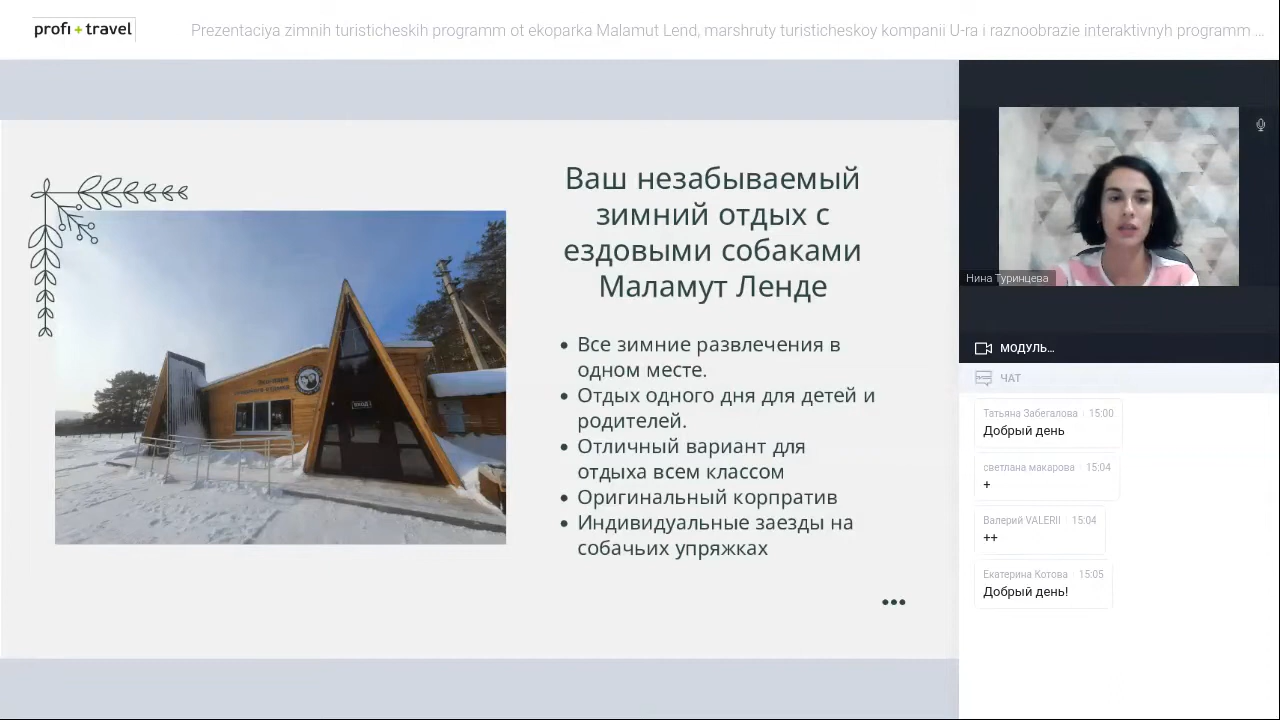 profi + travel
Prezentaciya zimnih turisticheskih programm ot ekoparka Malamut Lend, marshruty turisticheskoy kompanii U-ra i raznoobrazie interaktivnyh programm ...
Ваш незабываемый
зимний отдых с
ездовыми собаками
Маламут Ленде
Все зимние развлечения в
одном месте.
Отдых одного дня для детей и
родителей.
Отличный вариант для
отдыха всем классом
Оригинальный корпратив
Индивидуальные заезды на
собачьих упряжках
ВХОД
Нина Туринцева
МОДУЛЬ...
ЧАТ
Татьяна Забегалова 15:00
Добрый день
светлана макарова 15:04
+
Валерий VALERII 15:04
++
Екатерина Котова 15:05
Добрый день!